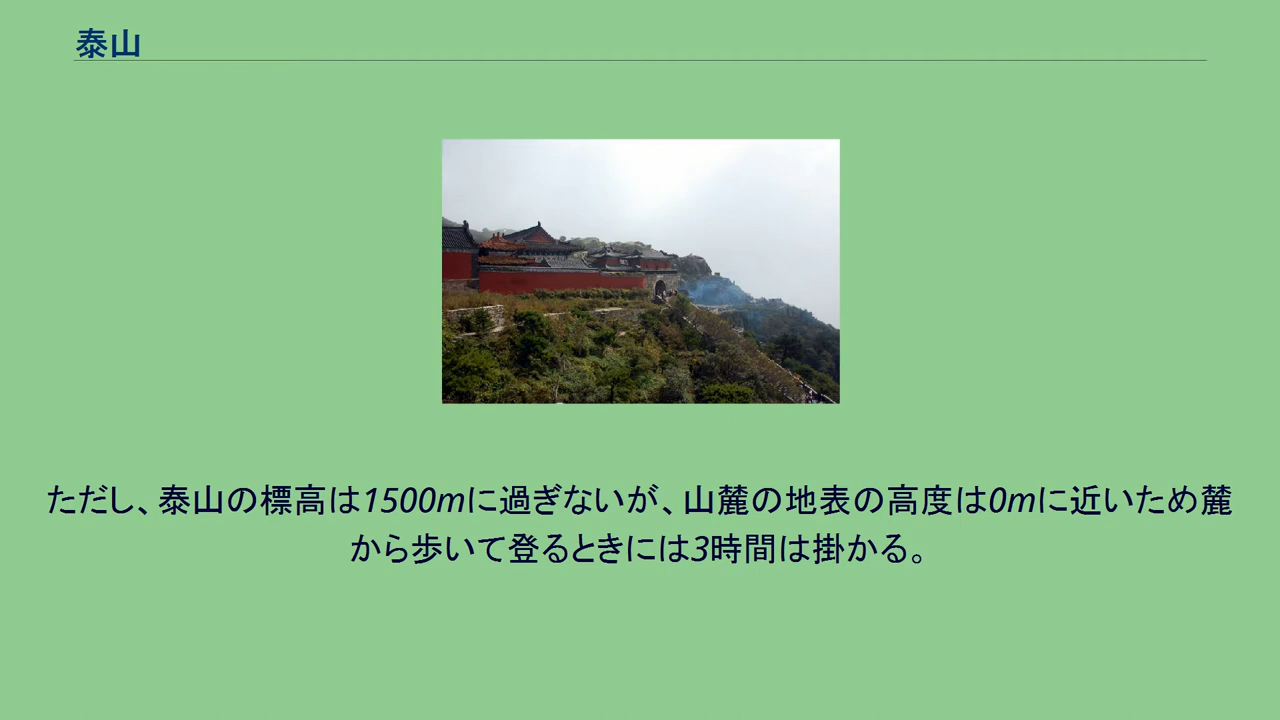 泰山
ただし、泰山の標高は1500mに過ぎないが、山麓の地表の高度は0mに近いため麓
から歩いて登るときには3時間は掛かる。